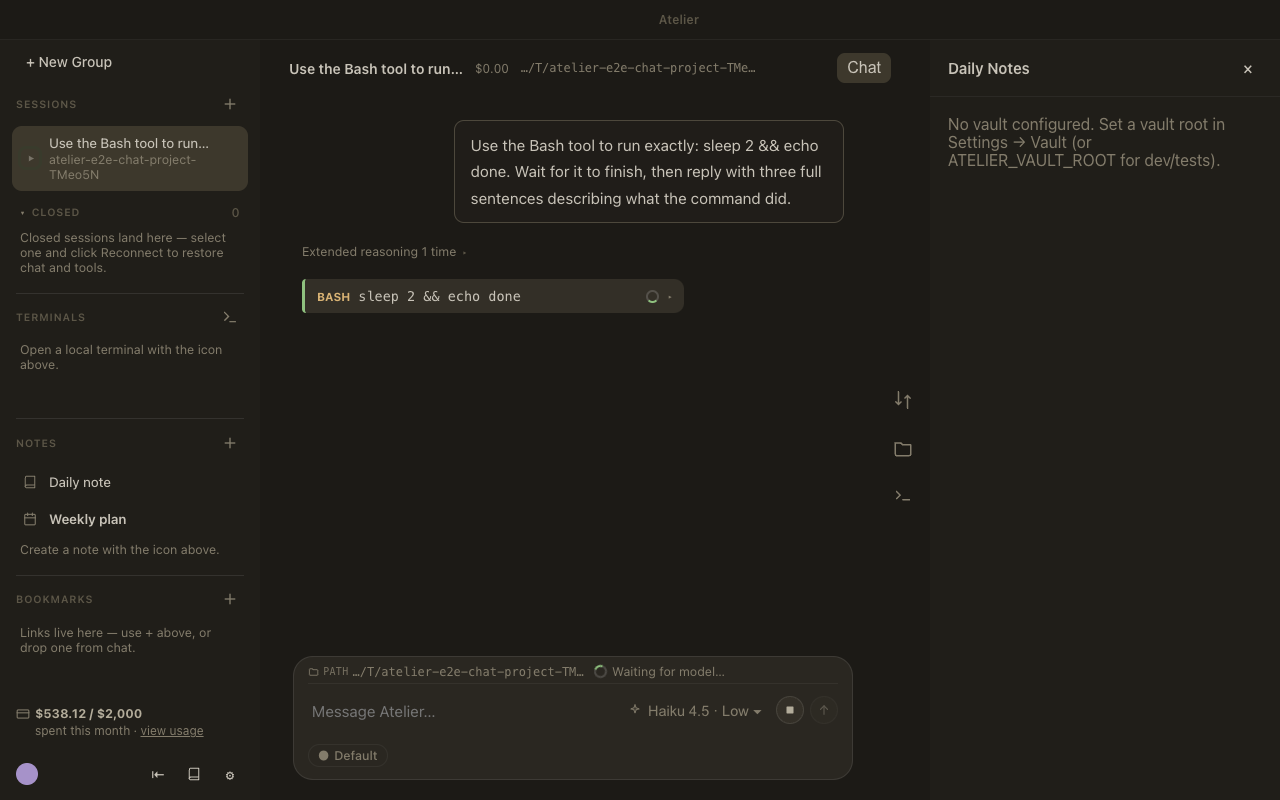 Atelier
+ New Group
SESSIONS
Use the Bash tool to run...
atelier-e2e-chat-project-
TMeo5N
CLOSED 0
Closed sessions land here — select
one and click Reconnect to restore
chat and tools.
TERMINALS
Open a local terminal with the icon
above.
NOTES
Daily note
Weekly plan
Create a note with the icon above.
BOOKMARKS
Links live here — use + above, or
drop one from chat.
$538.12 / $2,000
spent this month · view usage
Use the Bash tool to run... $0.00 …/T/atelier-e2e-chat-project-TMe… Chat
Use the Bash tool to run exactly: sleep 2 && echo
done. Wait for it to finish, then reply with three full
sentences describing what the command did.
Extended reasoning 1 time
BASH sleep 2 && echo done
PATH …/T/atelier-e2e-chat-project-TM… Waiting for model...
Message Atelier...
Haiku 4.5 · Low
Default
Daily Notes
No vault configured. Set a vault root in
Settings → Vault (or
ATELIER_VAULT_ROOT for dev/tests).